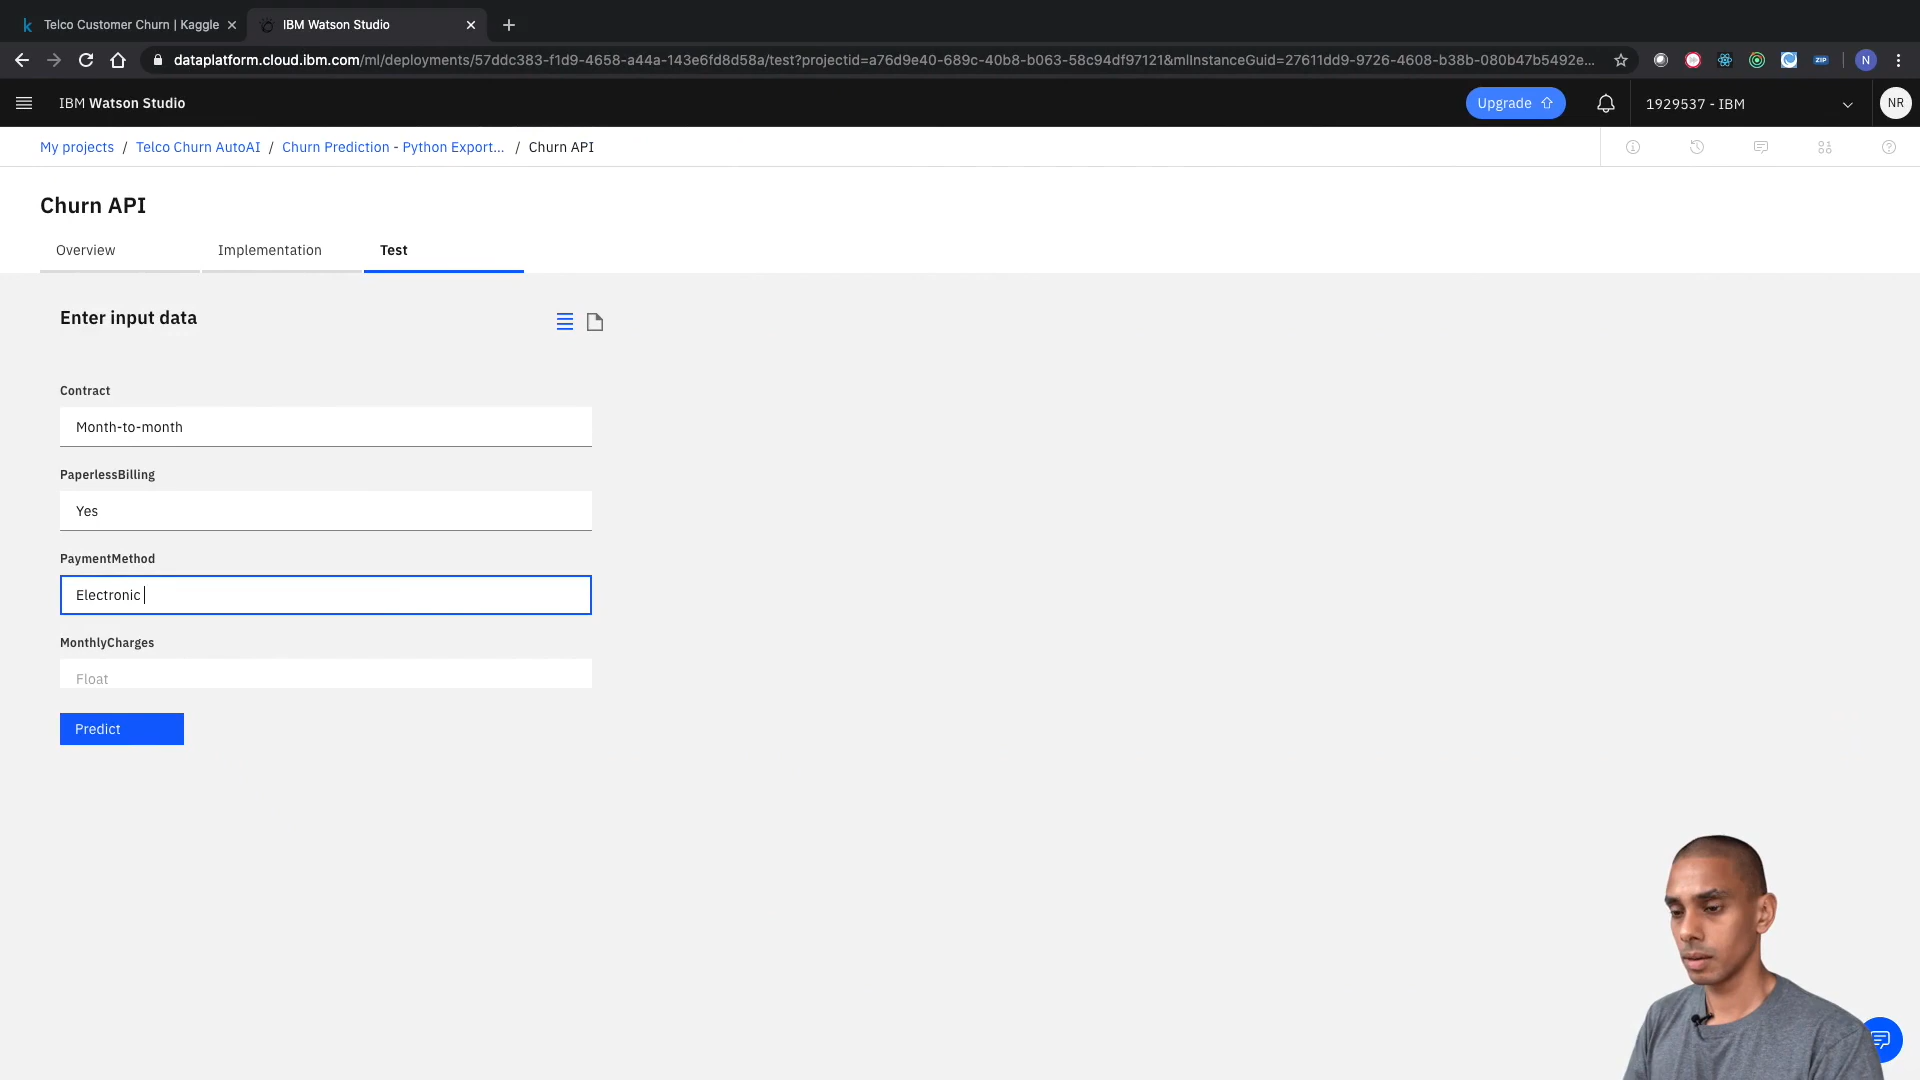 Telco Customer Churn | Kaggle
IBM Watson Studio
dataplatform.cloud.ibm.com/ml/deployments/57ddc383-f1d9-4658-a44a-143e6fd8d58a/test?projectid=a76d9e40-689c-40b8-b063-58c94df97121&mlInstanceGuid=27611dd9-9726-4608-b38b-080b47b5492e...
ZIP
N
IBM Watson Studio
Upgrade
1929537 - IBM
NR
My projects / Telco Churn AutoAI / Churn Prediction - Python Export... / Churn API
Churn API
Overview
Implementation
Test
Enter input data
Contract
Month-to-month
PaperlessBilling
Yes
PaymentMethod
Electronic
MonthlyCharges
Float
Predict